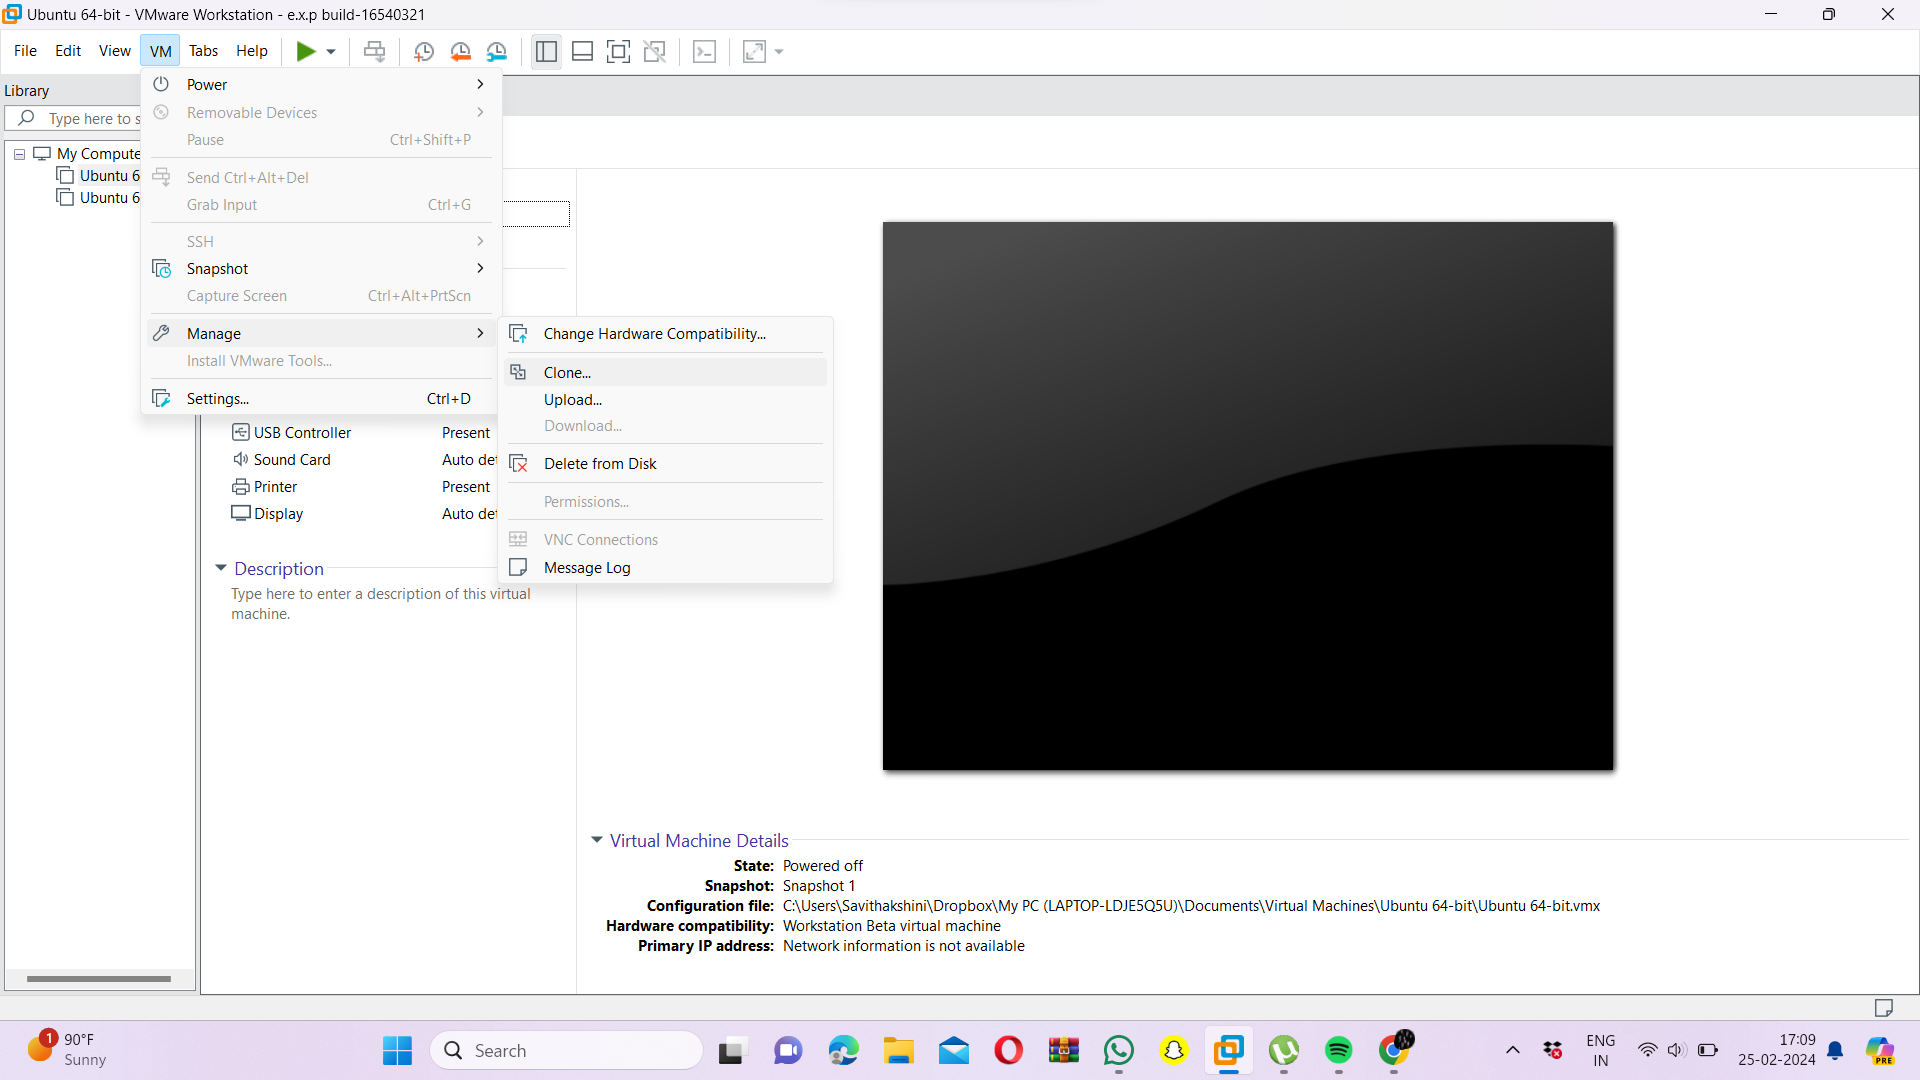 Ubuntu 64-bit - VMware Workstation - e.x.p build-16540321
File Edit View VM Tabs Help
Library
Type here to s
My Compute
Ubuntu 6
Ubuntu 6
Power
Removable Devices
Pause Ctrl+Shift+P
Send Ctrl+Alt+Del
Grab Input Ctrl+G
SSH
Snapshot
Capture Screen Ctrl+Alt+PrtScn
Manage
Install VMware Tools...
Settings... Ctrl+D
Change Hardware Compatibility...
Clone...
Upload...
Download...
Delete from Disk
Permissions...
VNC Connections
Message Log
USB Controller Present
Sound Card Auto det
Printer Present
Display Auto det
Description
Type here to enter a description of this virtual
machine.
Virtual Machine Details
State: Powered off
Snapshot: Snapshot 1
Configuration file: C:\Users\Savithakshini\Dropbox\My PC (LAPTOP-LDJE5Q5U)\Documents\Virtual Machines\Ubuntu 64-bit\Ubuntu 64-bit.vmx
Hardware compatibility: Workstation Beta virtual machine
Primary IP address: Network information is not available
1
90°F
Sunny
Search
ENG
IN
17:09
25-02-2024
PRE